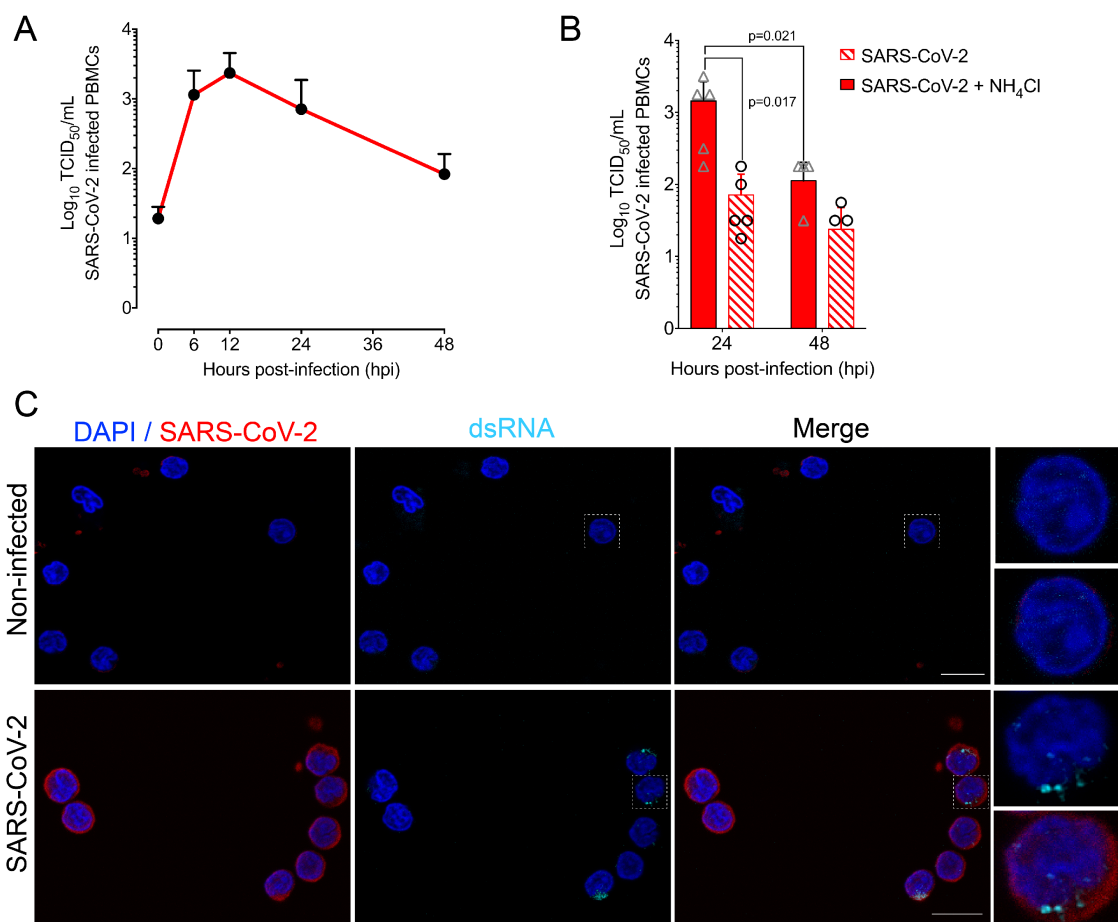 A
Log10 TCID50/mL
SARS-CoV-2 infected PBMCs
4
3
2
1
0
0 6 12 24 36 48
Hours post-infection (hpi)
B
Log10 TCID50/mL
SARS-CoV-2 infected PBMCs
4
3
2
1
0
p=0.021
p=0.017
24 48
Hours post-infection (hpi)
SARS-CoV-2
SARS-CoV-2 + NH4Cl
C
DAPI / SARS-CoV-2 dsRNA Merge
Non-infected
SARS-CoV-2